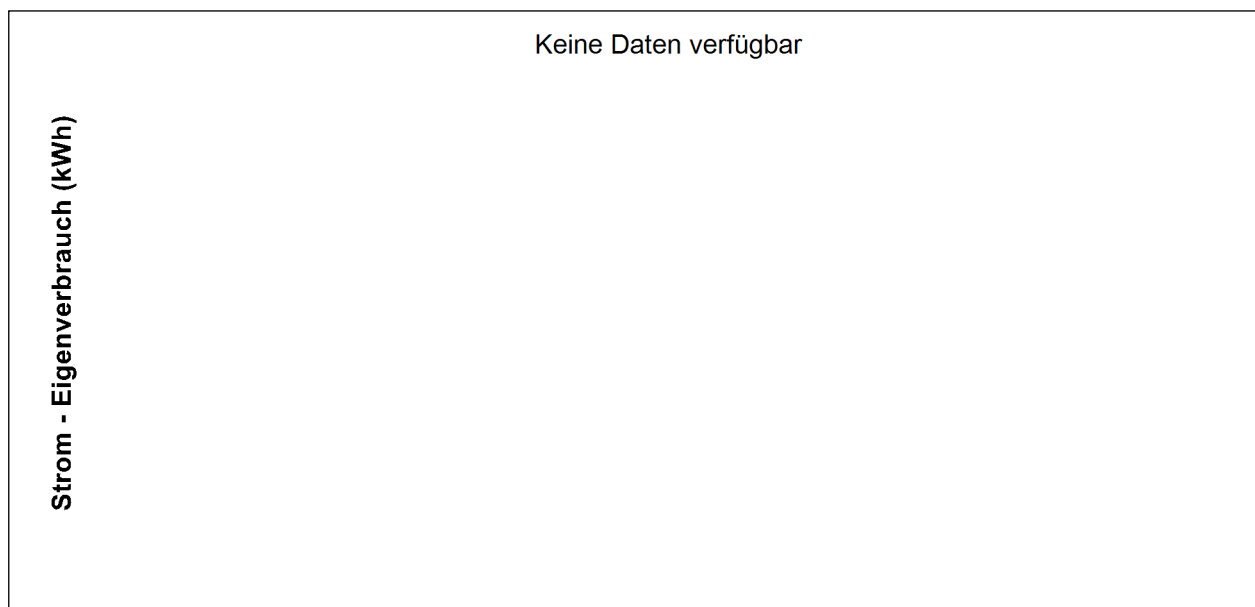 Keine Daten verfügbar
Strom - Eigenverbrauch (kWh)